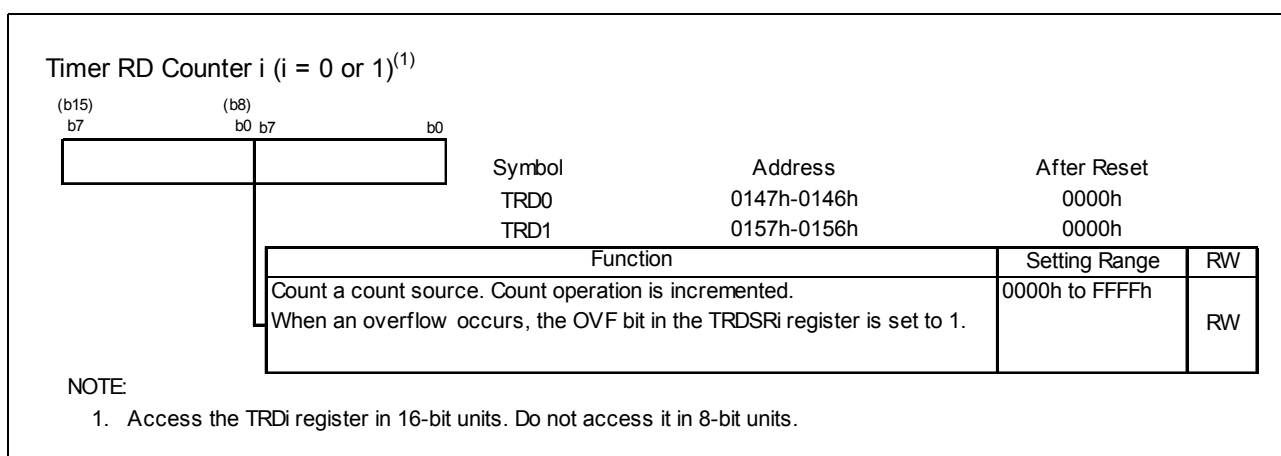 Timer RD Counter i (i = 0 or 1)(1)
(b15) (b8)
b7 b0 b7 b0
Symbol Address After Reset
TRD0 0147h-0146h 0000h
TRD1 0157h-0156h 0000h
Function Setting Range RW
Count a count source. Count operation is incremented. 0000h to FFFFh
When an overflow occurs, the OVF bit in the TRDSRi register is set to 1. RW
NOTE:
1. Access the TRDi register in 16-bit units. Do not access it in 8-bit units.